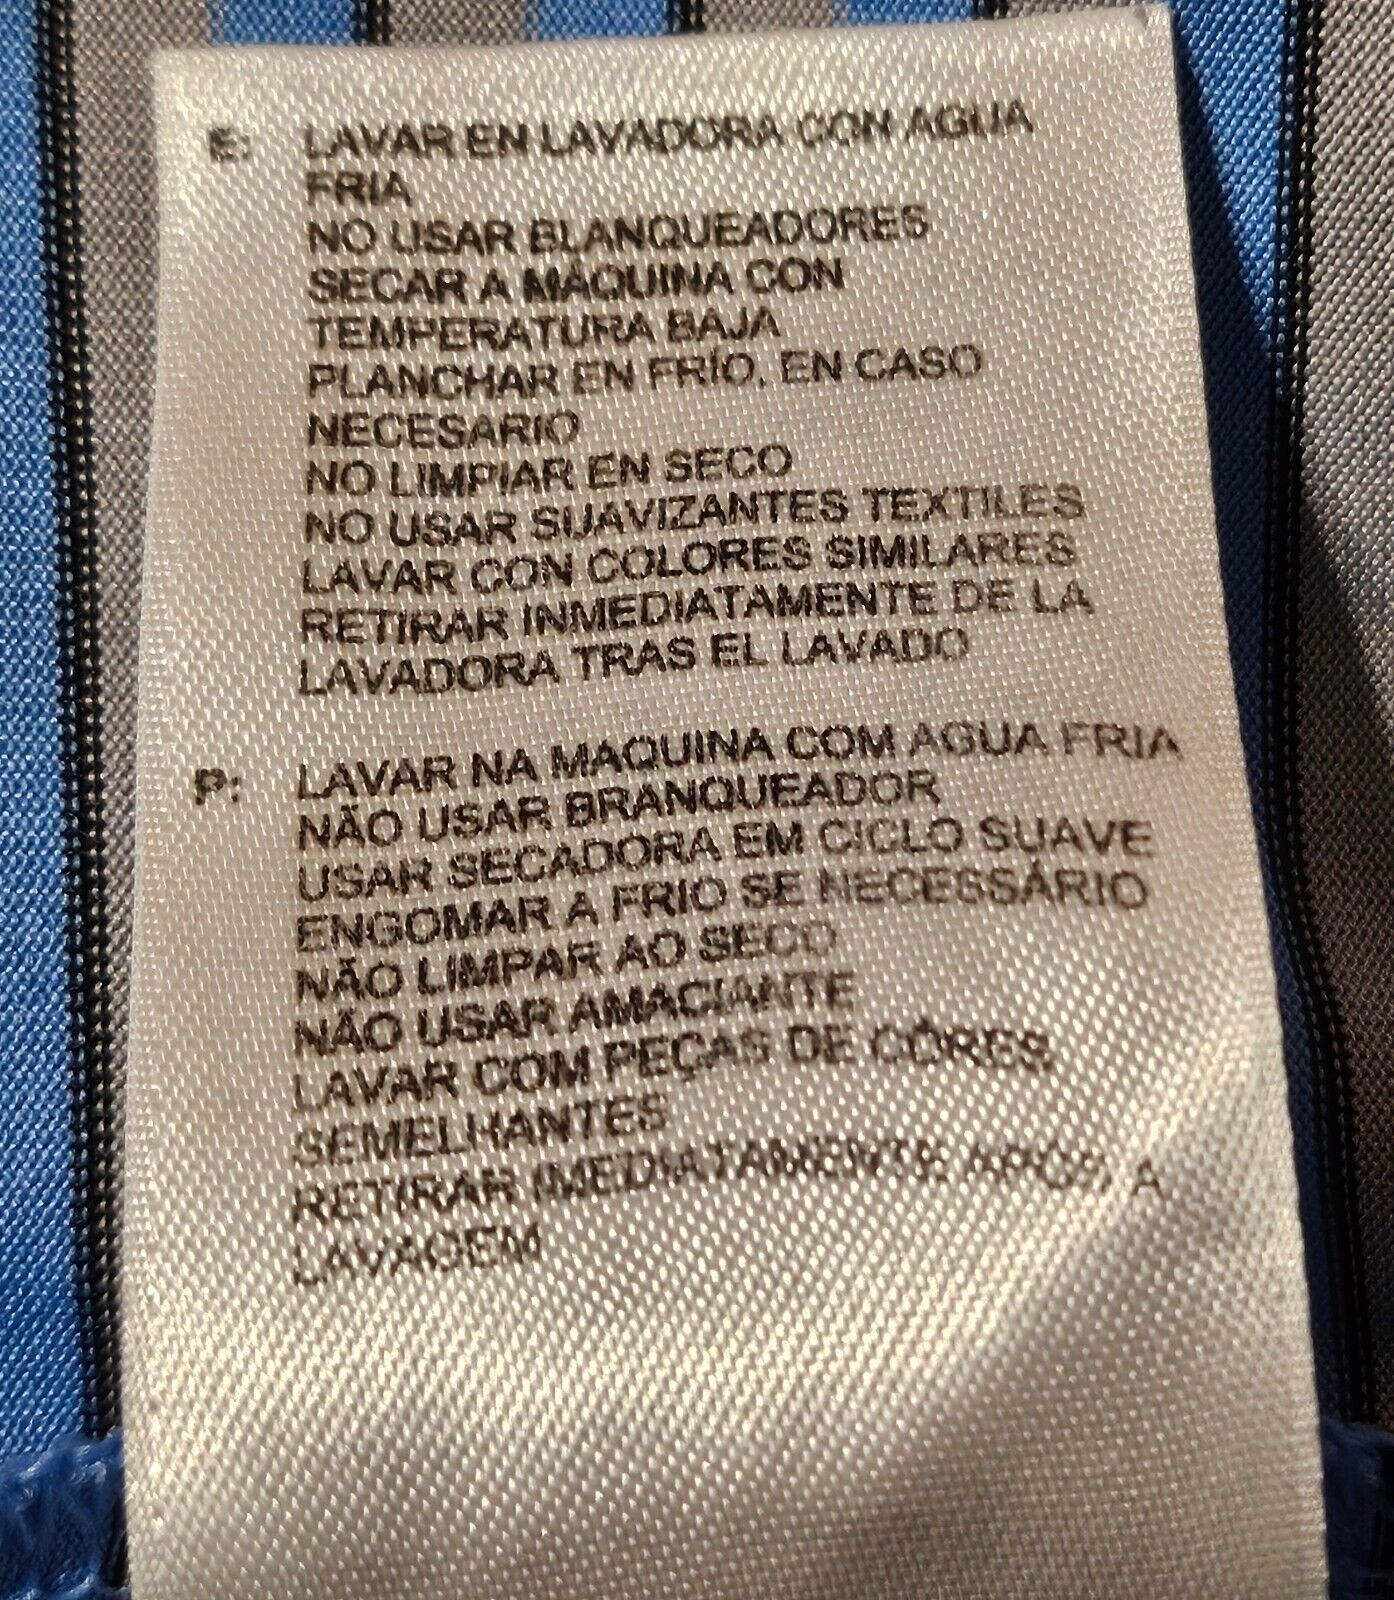 E: LAVAR EN LAVADORA CON AGUA
FRIA
NO USAR BLANQUEADORES
SECAR A MÁQUINA CON
TEMPERATURA BAJA
PLANCHAR EN FRÍO, EN CASO
NECESARIO
NO LIMPIAR EN SECO
NO USAR SUAVIZANTES TEXTILES
LAVAR CON COLORES SIMILARES
RETIRAR INMEDIATAMENTE DE LA
LAVADORA TRAS EL LAVADO
P: LAVAR NA MAQUINA COM AGUA FRIA
NÃO USAR BRANQUEADOR
USAR SECADORA EM CICLO SUAVE
ENGOMAR A FRIO SE NECESSÁRIO
NÃO LIMPAR AO SECO
NÃO USAR AMACIANTE
LAVAR COM PEÇAS DE CÔRES
SEMELHANTES
RETIRAR IMEDIATAMENTE APÓS A
LAVAGEM